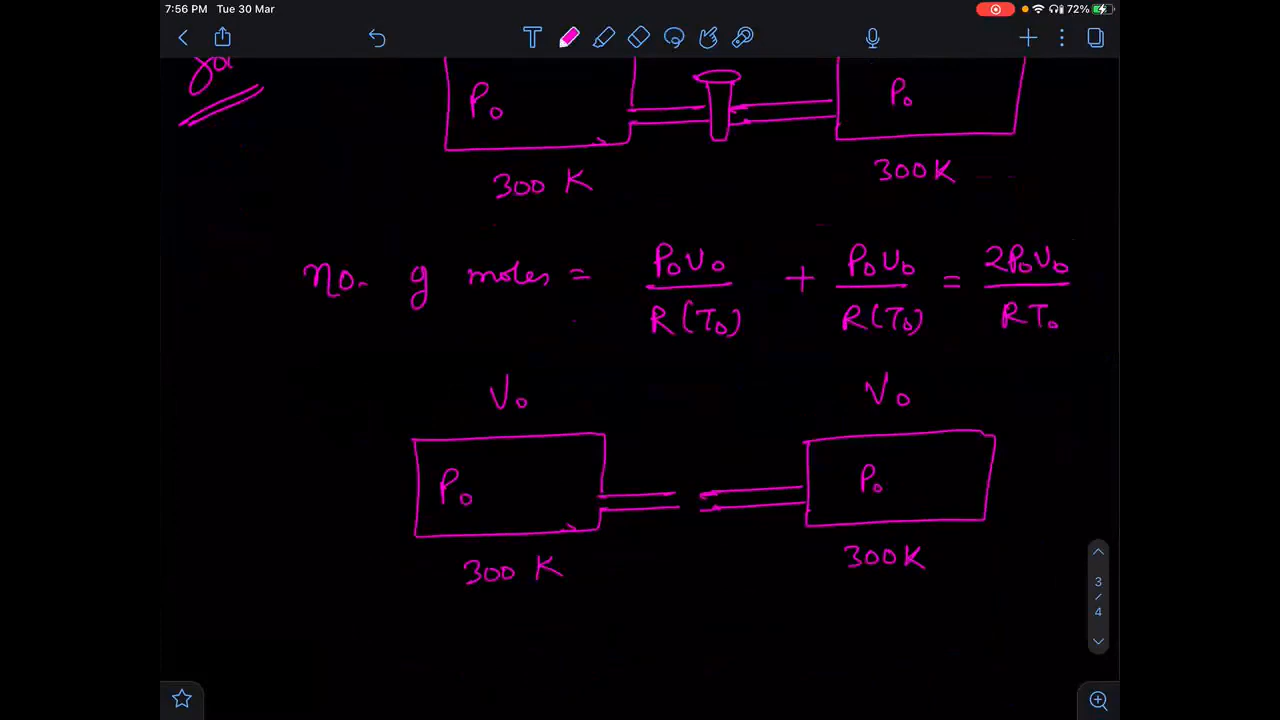 7:56 PM Tue 30 Mar
72%
Sol
P₀ P₀
300 K 300K
no. of moles = P₀V₀/R(T₀) + P₀V₀/R(T₀) = 2P₀V₀/RT₀
V₀ V₀
P₀ P₀
300 K 300K
3/4